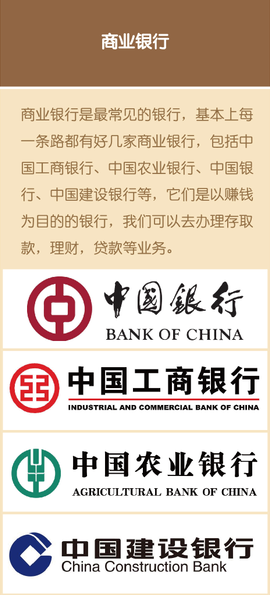 商业银行
商业银行是最常见的银行，基本上每
一条路都有好几家商业银行，包括中
国工商银行、中国农业银行、中国银
行、中国建设银行等，它们是以赚钱
为目的的银行，我们可以去办理存取
款，理财，贷款等业务。
中国銀行
BANK OF CHINA
中国工商银行
INDUSTRIAL AND COMMERCIAL BANK OF CHINA
中国农业银行
AGRICULTURAL BANK OF CHINA
中国建设银行
China Construction Bank